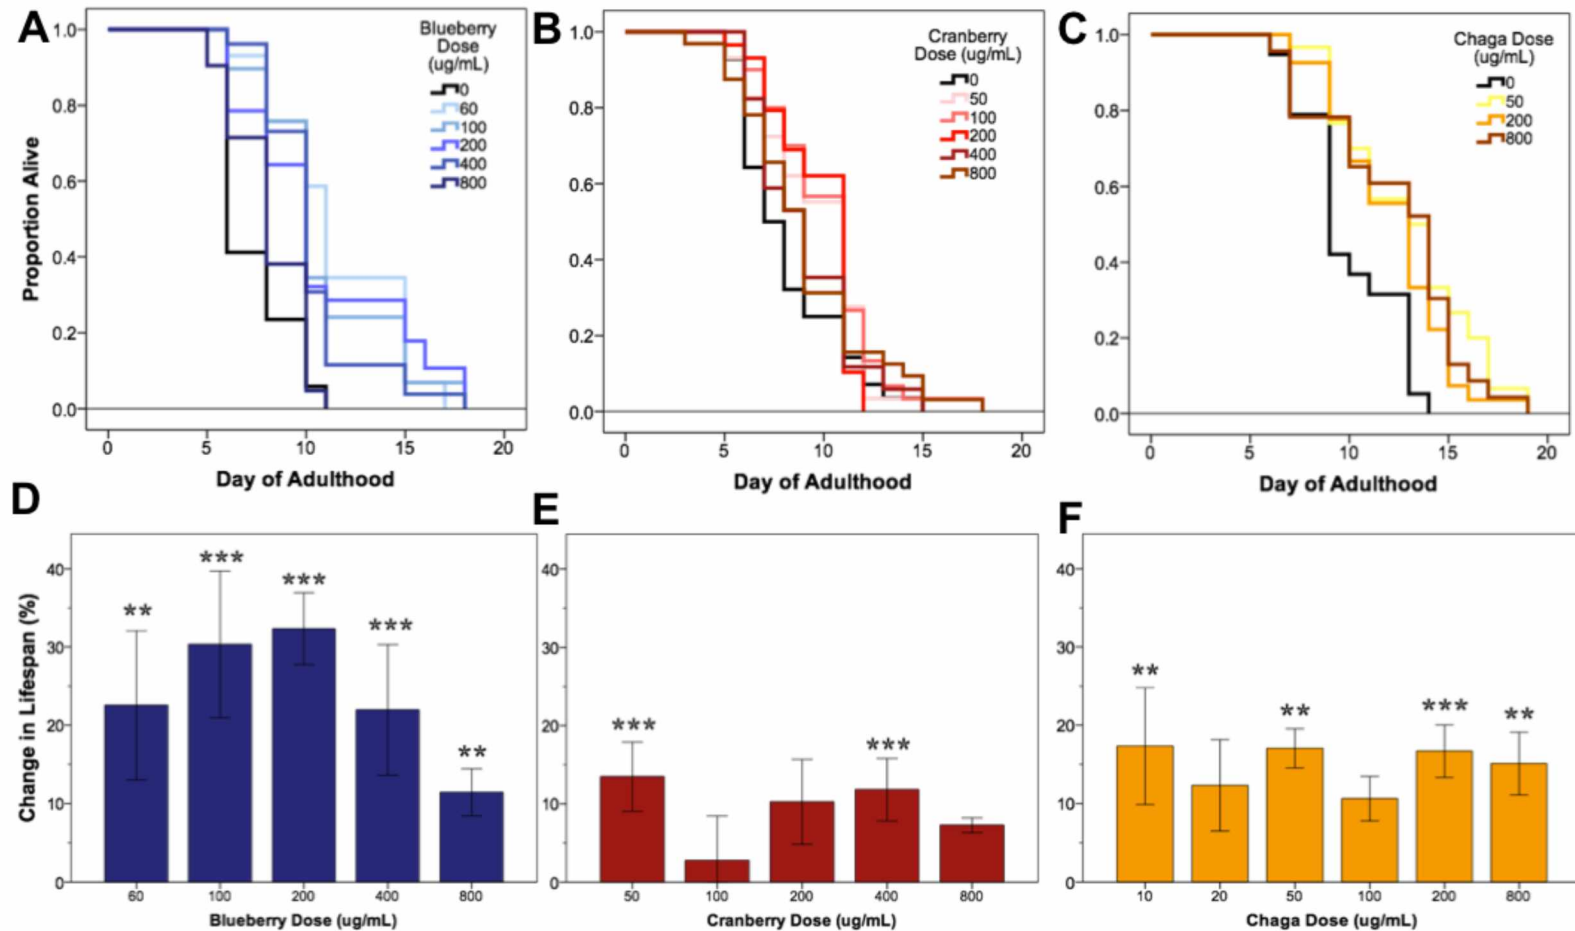 A
Blueberry
Dose
(ug/mL)
0
60
100
200
400
800
1.0
0.8
0.6
0.4
0.2
0.0
Proportion Alive
0 5 10 15 20
Day of Adulthood
B
Cranberry
Dose (ug/mL)
0
50
100
200
400
800
1.0
0.8
0.6
0.4
0.2
0.0
0 5 10 15 20
Day of Adulthood
C
Chaga Dose
(ug/mL)
0
50
200
800
1.0
0.8
0.6
0.4
0.2
0.0
0 5 10 15 20
Day of Adulthood
D
40
30
20
10
0
Change in Lifespan (%)
** *** *** *** **
60 100 200 400 800
Blueberry Dose (ug/mL)
E
40
30
20
10
0
*** ***
50 100 200 400 800
Cranberry Dose (ug/mL)
F
40
30
20
10
0
** ** *** **
10 20 50 100 200 800
Chaga Dose (ug/mL)